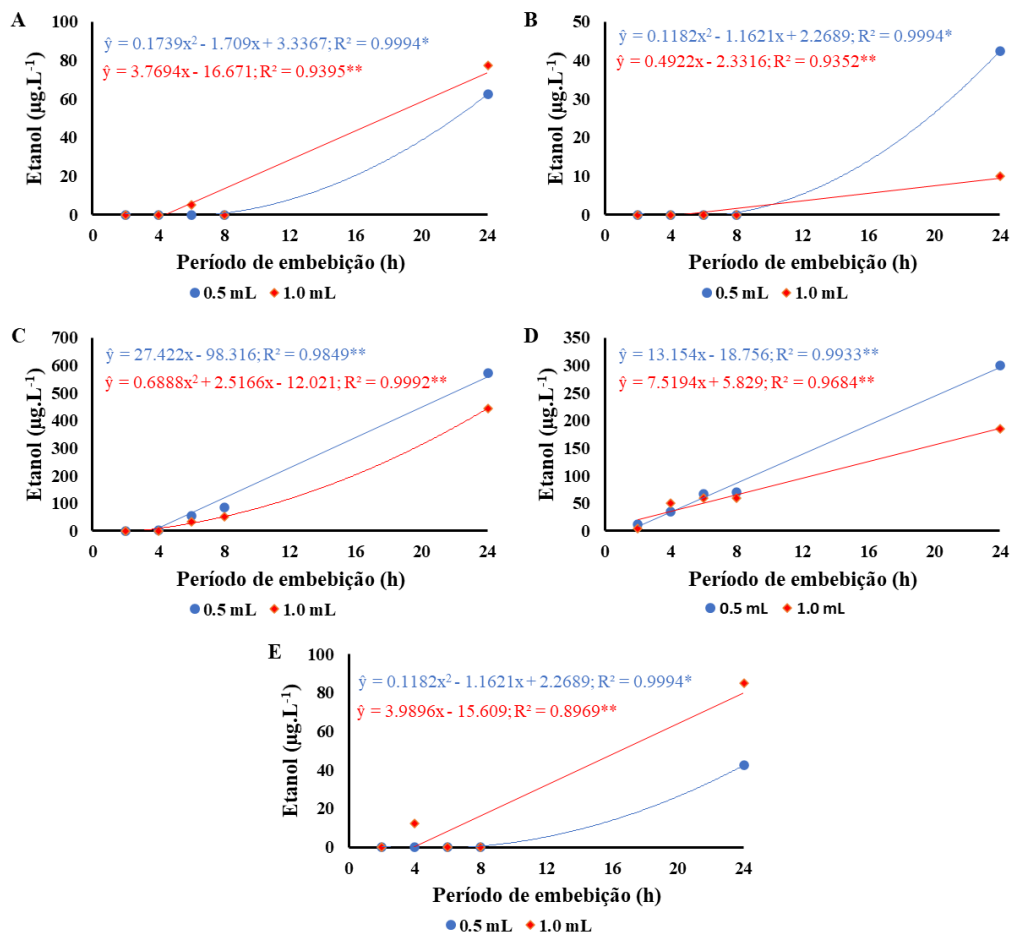 A
100
80
60
40
20
0
Etanol (µg.L⁻¹)
ŷ = 0.1739x² - 1.709x + 3.3367; R² = 0.9994*
ŷ = 3.7694x - 16.671; R² = 0.9395**
0 4 8 12 16 20 24
Período de embebição (h)
0.5 mL 1.0 mL
B
50
40
30
20
10
0
Etanol (µg.L⁻¹)
ŷ = 0.1182x² - 1.1621x + 2.2689; R² = 0.9994*
ŷ = 0.4922x - 2.3316; R² = 0.9352**
0 4 8 12 16 20 24
Período de embebição (h)
0.5 mL 1.0 mL
C
700
600
500
400
300
200
100
0
Etanol (µg.L⁻¹)
ŷ = 27.422x - 98.316; R² = 0.9849**
ŷ = 0.6888x² + 2.5166x - 12.021; R² = 0.9992**
0 4 8 12 16 20 24
Período de embebição (h)
0.5 mL 1.0 mL
D
350
300
250
200
150
100
50
0
Etanol (µg.L⁻¹)
ŷ = 13.154x - 18.756; R² = 0.9933**
ŷ = 7.5194x + 5.829; R² = 0.9684**
0 4 8 12 16 20 24
Período de embebição (h)
0.5 mL 1.0 mL
E
100
80
60
40
20
0
Etanol (µg.L⁻¹)
ŷ = 0.1182x² - 1.1621x + 2.2689; R² = 0.9994*
ŷ = 3.9896x - 15.609; R² = 0.8969**
0 4 8 12 16 20 24
Período de embebição (h)
0.5 mL 1.0 mL